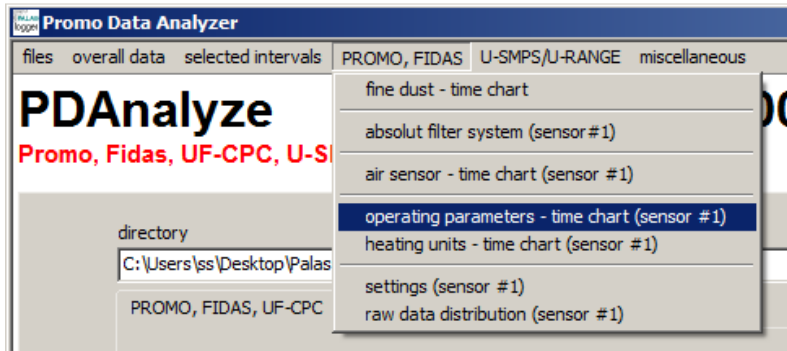 PALAS
logger
Promo Data Analyzer
files overall data selected intervals PROMO, FIDAS U-SMPS/U-RANGE miscellaneous
PDAnalyze
Promo, Fidas, UF-CPC,
fine dust - time chart
absolut filter system (sensor#1)
air sensor - time chart (sensor #1)
operating parameters - time chart (sensor #1)
heating units - time chart (sensor #1)
settings (sensor #1)
raw data distribution (sensor #1)
directory
C:\Users\ss\Desktop\Palas
PROMO, FIDAS, UF-CPC